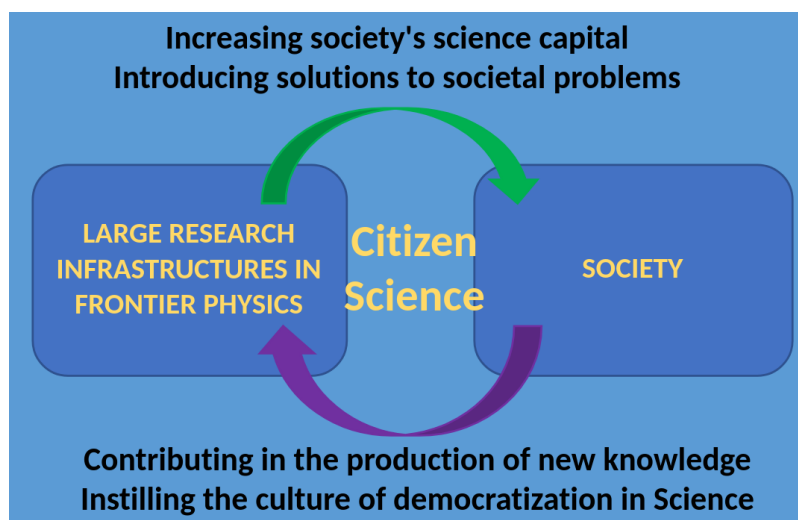 Increasing society's science capital
Introducing solutions to societal problems
LARGE RESEARCH
INFRASTRUCTURES IN
FRONTIER PHYSICS
Citizen
Science
SOCIETY
Contributing in the production of new knowledge
Instilling the culture of democratization in Science